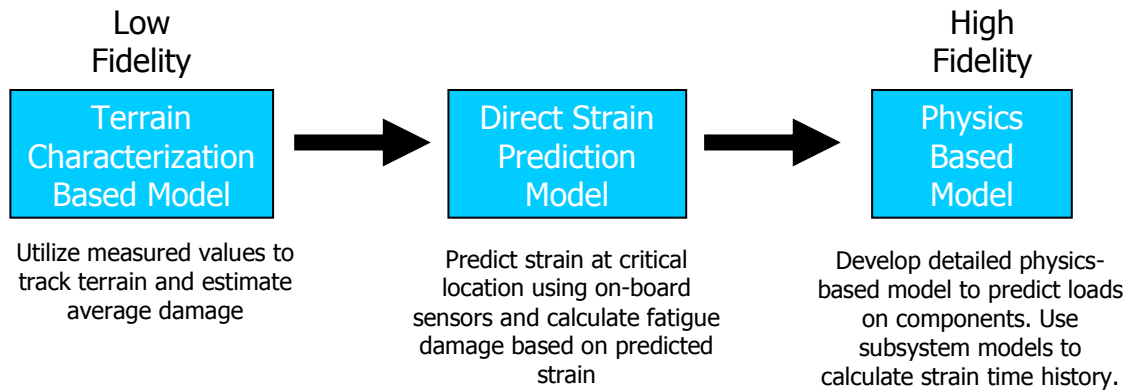 Low
Fidelity
High
Fidelity
Terrain
Characterization
Based Model
Direct Strain
Prediction
Model
Physics
Based
Model
Utilize measured values to
track terrain and estimate
average damage
Predict strain at critical
location using on-board
sensors and calculate fatigue
damage based on predicted
strain
Develop detailed physics-
based model to predict loads
on components. Use
subsystem models to
calculate strain time history.